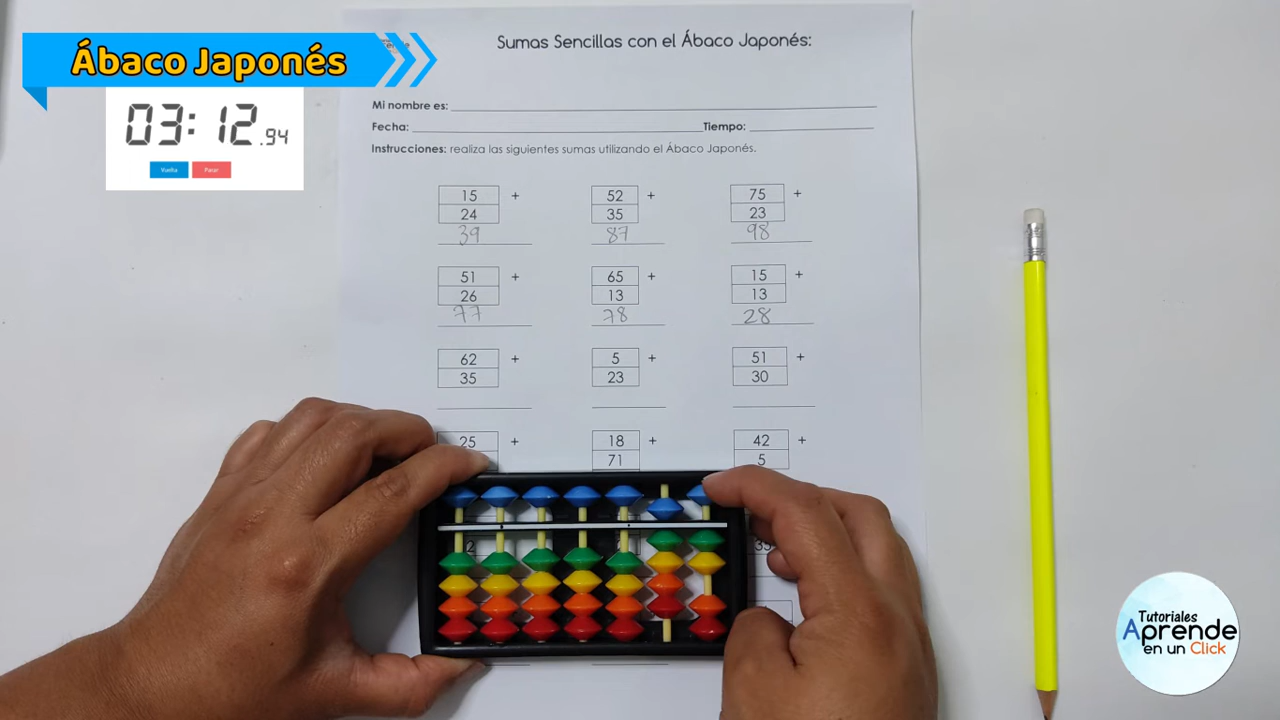 Ábaco Japonés
03:12.94
Vuelta Parar
Sumas Sencillas con el Ábaco Japonés:
Mi nombre es:
Fecha: Tiempo:
Instrucciones: realiza las siguientes sumas utilizando el Ábaco Japonés.
15 + 52 + 75 +
24 35 23
39 87 98
51 + 65 + 15 +
26 13 13
77 78 28
62 + 5 + 51 +
35 23 30
25 + 18 + 42 +
71 5
35
Tutoriales
Aprende
en un Click